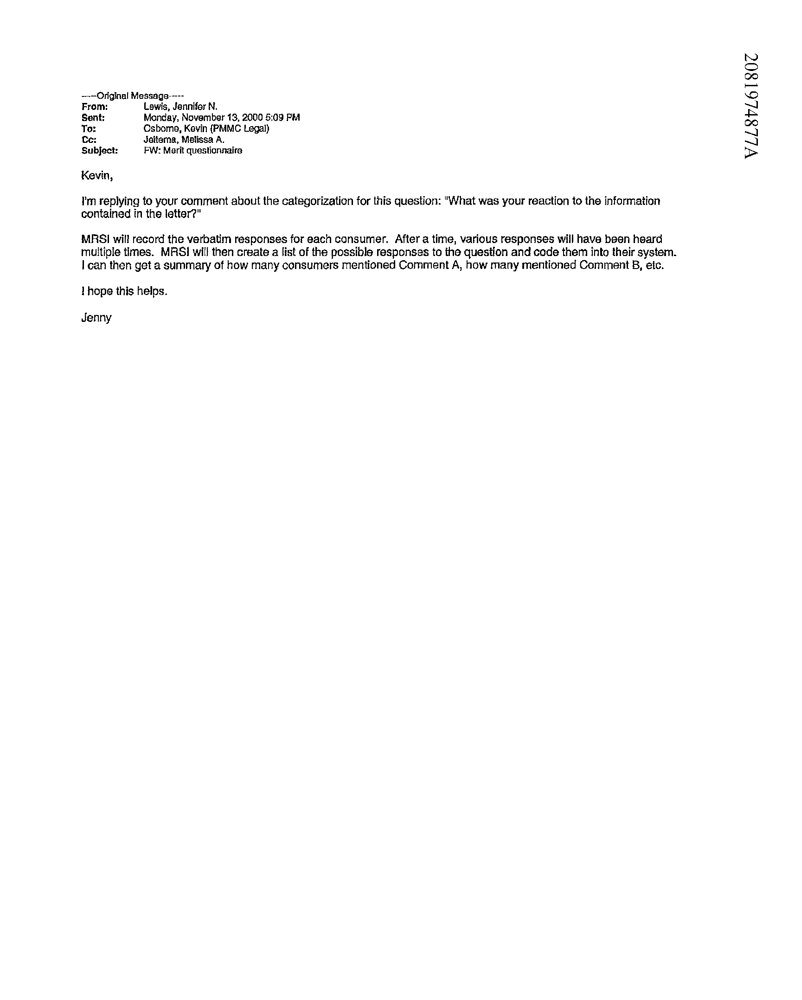 2081974877A
-----Original Message-----
From: Lewis, Jennifer N.
Sent: Monday, November 13, 2000 5:09 PM
To: Osborne, Kevin (PMMC Legal)
Cc: Jeltema, Melissa A.
Subject: FW: Merit questionnaire
Kevin,
I'm replying to your comment about the categorization for this question: "What was your reaction to the information
contained in the letter?"
MRSI will record the verbatim responses for each consumer. After a time, various responses will have been heard
multiple times. MRSI will then create a list of the possible responses to the question and code them into their system.
I can then get a summary of how many consumers mentioned Comment A, how many mentioned Comment B, etc.
I hope this helps.
Jenny